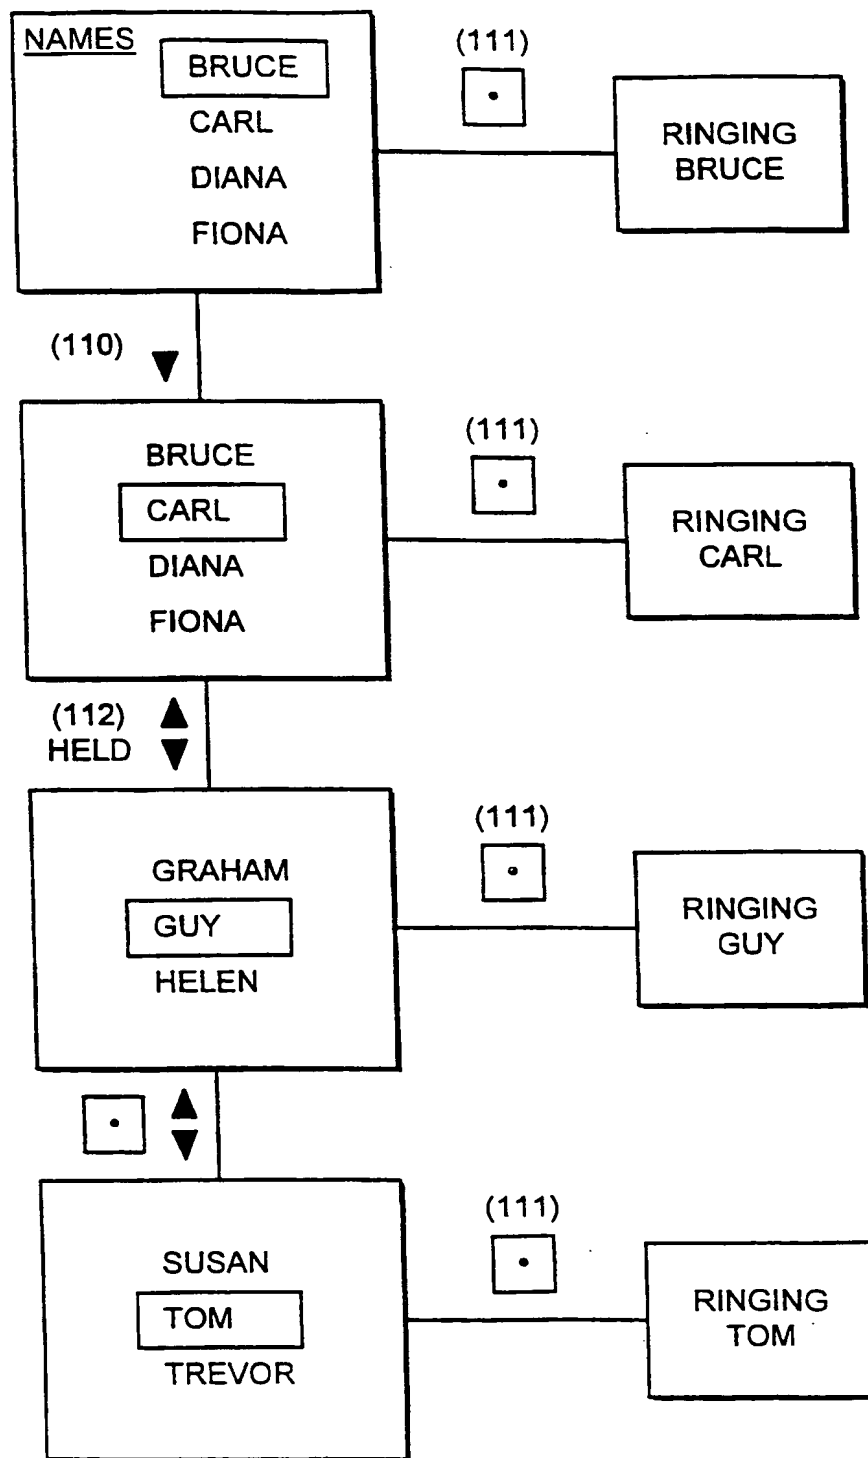 NAMES
BRUCE
CARL
DIANA
FIONA
(111)
RINGING
BRUCE
(110)
BRUCE
CARL
DIANA
FIONA
(111)
RINGING
CARL
(112)
HELD
GRAHAM
GUY
HELEN
(111)
RINGING
GUY
SUSAN
TOM
TREVOR
(111)
RINGING
TOM